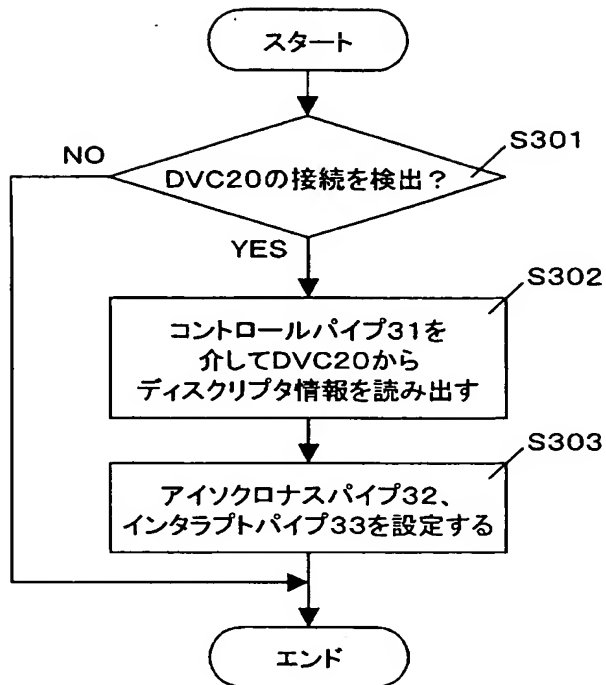 スタート
S301
NO
DVC20の接続を検出?
YES
S302
コントロールパイプ31を
介してDVC20から
ディスクリプタ情報を読み出す
S303
アイソクロナスパイプ32、
インタラプトパイプ33を設定する
エンド